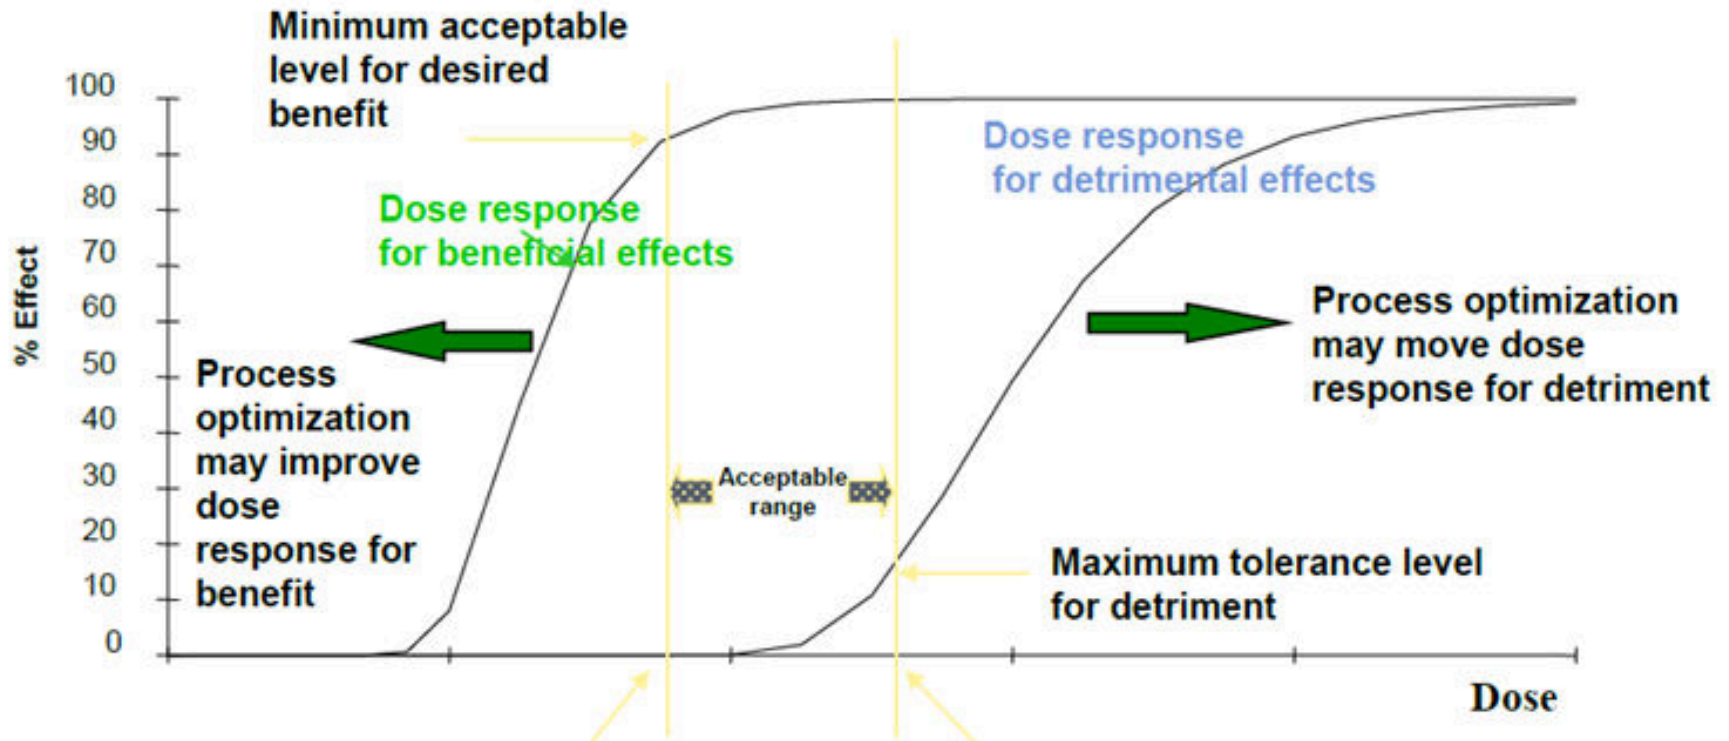 Minimum acceptable
level for desired
benefit
100
90
80
70
60
50
40
30
20
10
0
% Effect
Dose response
for beneficial effects
Dose response
for detrimental effects
Process
optimization
may improve
dose
response for
benefit
Acceptable
range
Process optimization
may move dose
response for detriment
Maximum tolerance level
for detriment
Dose